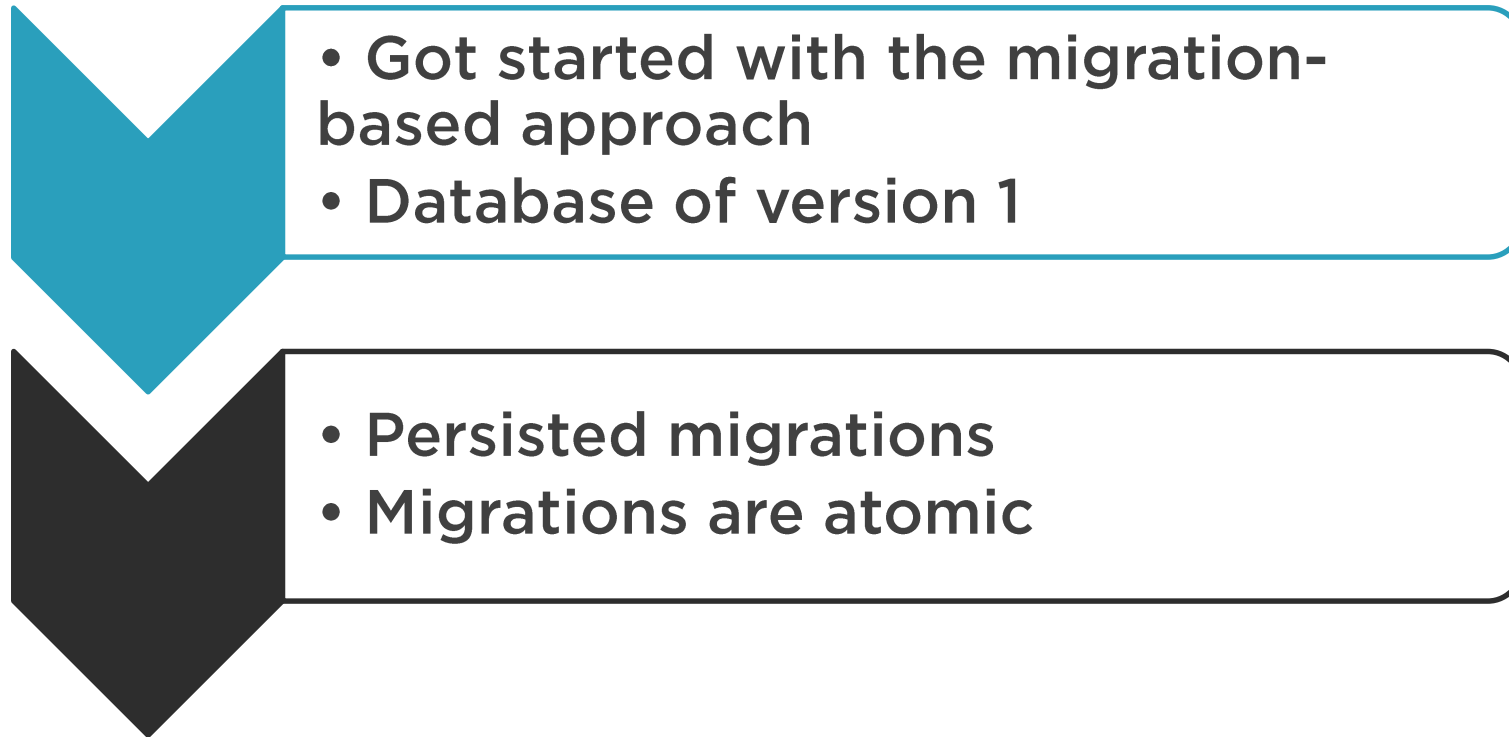 • Got started with the migration-
based approach
• Database of version 1
• Persisted migrations
• Migrations are atomic